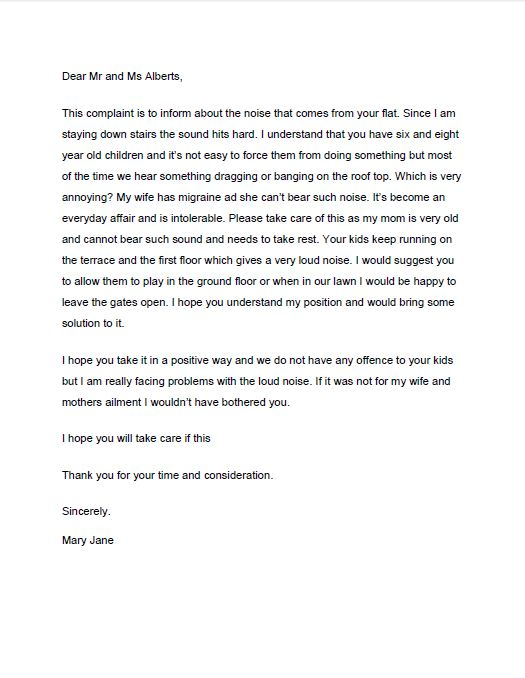 Dear Mr and Ms Alberts,
This complaint is to inform about the noise that comes from your flat. Since I am
staying down stairs the sound hits hard. I understand that you have six and eight
year old children and it's not easy to force them from doing something but most
of the time we hear something dragging or banging on the roof top. Which is very
annoying? My wife has migraine ad she can't bear such noise. It's become an
everyday affair and is intolerable. Please take care of this as my mom is very old
and cannot bear such sound and needs to take rest. Your kids keep running on
the terrace and the first floor which gives a very loud noise. I would suggest you
to allow them to play in the ground floor or when in our lawn I would be happy to
leave the gates open. I hope you understand my position and would bring some
solution to it.
I hope you take it in a positive way and we do not have any offence to your kids
but I am really facing problems with the loud noise. If it was not for my wife and
mothers ailment I wouldn't have bothered you.
I hope you will take care if this
Thank you for your time and consideration.
Sincerely.
Mary Jane